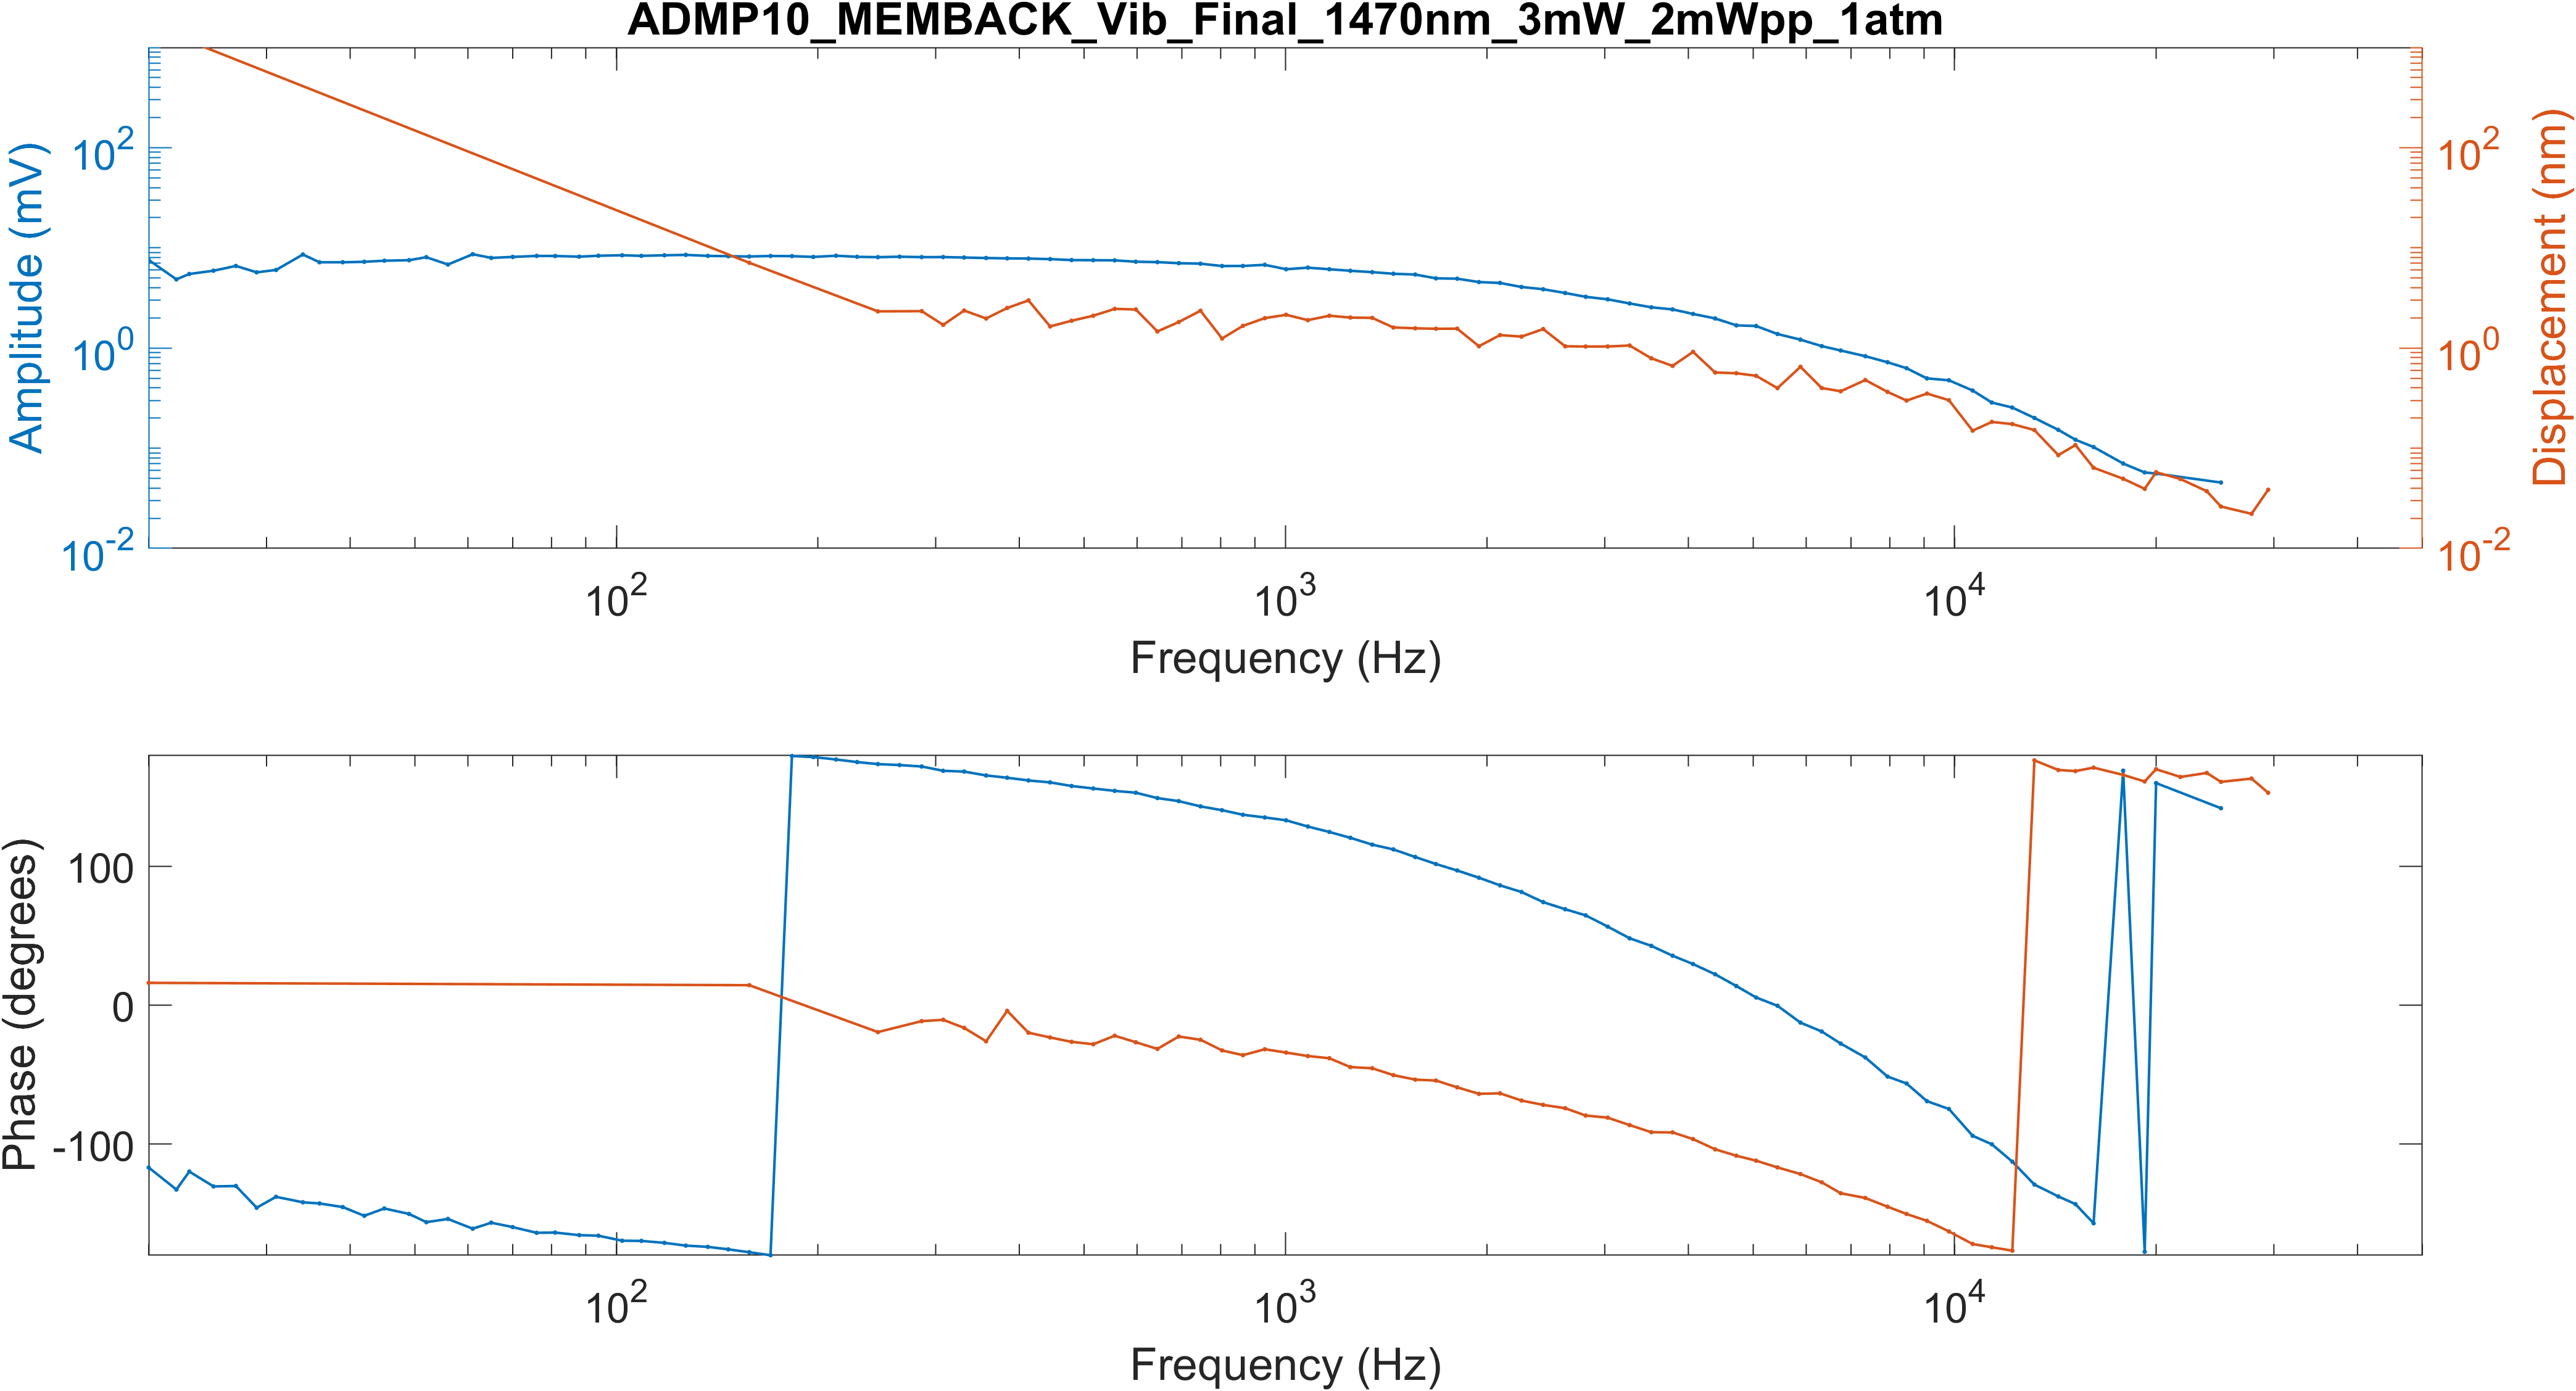 ADMP10_MEMBACK_Vib_Final_1470nm_3mW_2mWpp_1atm
Amplitude (mV)
10^2
10^0
10^-2
Displacement (nm)
10^2
10^0
10^-2
10^2 10^3 10^4
Frequency (Hz)
Phase (degrees)
100
0
-100
10^2 10^3 10^4
Frequency (Hz)